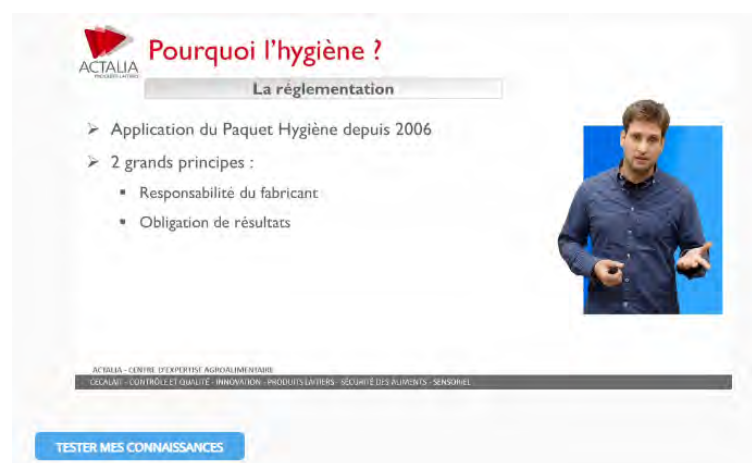 Pourquoi l'hygiène ?
ACTALIA
PRODUITS LAITIERS
La réglementation
Application du Paquet Hygiène depuis 2006
2 grands principes :
Responsabilité du fabricant
Obligation de résultats
ACTALIA - CENTRE D'EXPERTISE AGROALIMENTAIRE
CECALAIT - CONTRÔLE ET QUALITÉ - INNOVATION - PRODUITS LAITIERS - SÉCURITÉ DES ALIMENTS - SENSORIEL
TESTER MES CONNAISSANCES